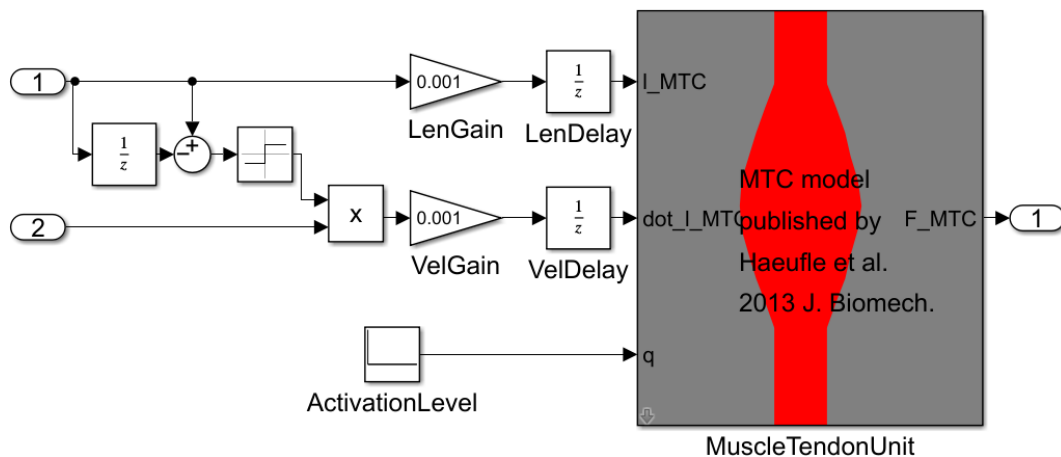 1
0.001
LenGain
1
z
LenDelay
l_MTC
1
z
−
+
2
x
0.001
VelGain
1
z
VelDelay
dot_l_MTC
MTC model
published by
Haeufle et al.
2013 J. Biomech.
F_MTC
1
ActivationLevel
q
MuscleTendonUnit